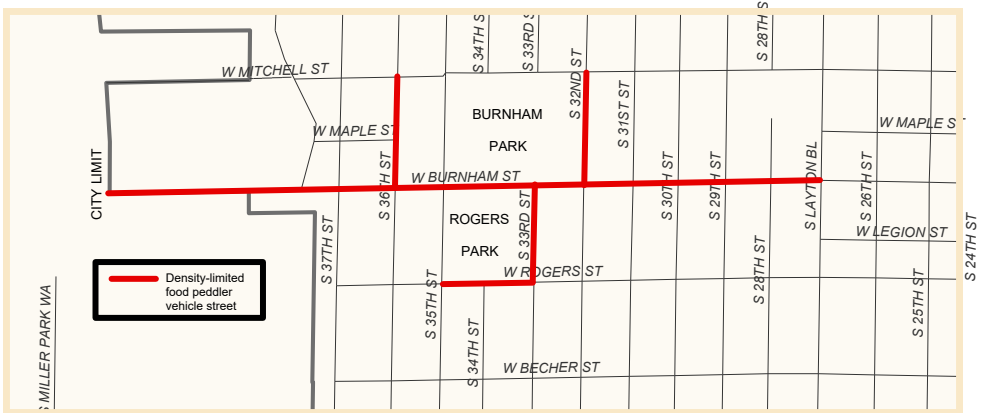 S 34TH ST
S 33RD S
S 28TH S
W MITCHELL ST
S 32ND ST
S 31ST ST
BURNHAM
PARK
W MAPLE ST
W MAPLE ST
CITY LIMIT
S 36TH ST
W BURNHAM ST
S 30TH ST
S 29TH ST
S LAYTON BL
S 26TH ST
ROGERS
PARK
S 33RD ST
S 37TH ST
W LEGION ST
S 24TH ST
S 28TH ST
W ROGERS ST
S 35TH ST
S 25TH ST
Density-limited
food peddler
vehicle street
S MILLER PARK WA
S 34TH ST
W BECHER ST